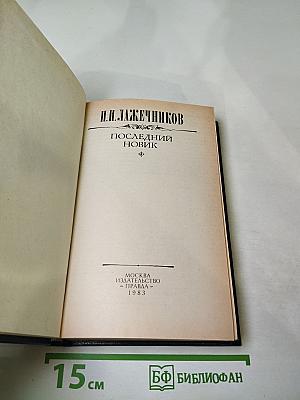 И.И. ЛАЖЕЧНИКОВ
ПОСЛЕДНИЙ
НОВИК
МОСКВА
ИЗДАТЕЛЬСТВО
«ПРАВДА»
1983
15 см
БФ БИБЛИОФАН